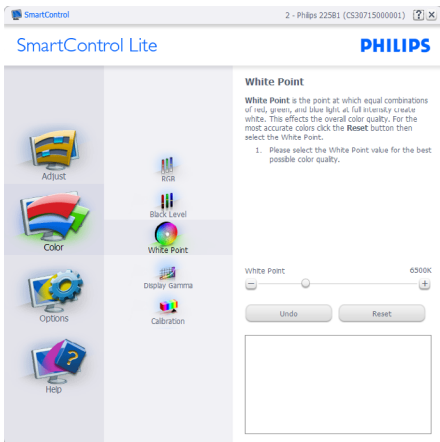 SmartControl
2 - Philips 225B1 (CS30715000001)
SmartControl Lite
PHILIPS
White Point
White Point is the point at which equal combinations
of red, green, and blue light at full intensity create
white. This effects the overall color quality. For the
most accurate colors click the Reset button then
select the White Point.
1. Please select the White Point value for the best
possible color quality.
Adjust
Color
Options
Help
RGB
Black Level
White Point
Display Gamma
Calibration
White Point 6500K
Undo Reset